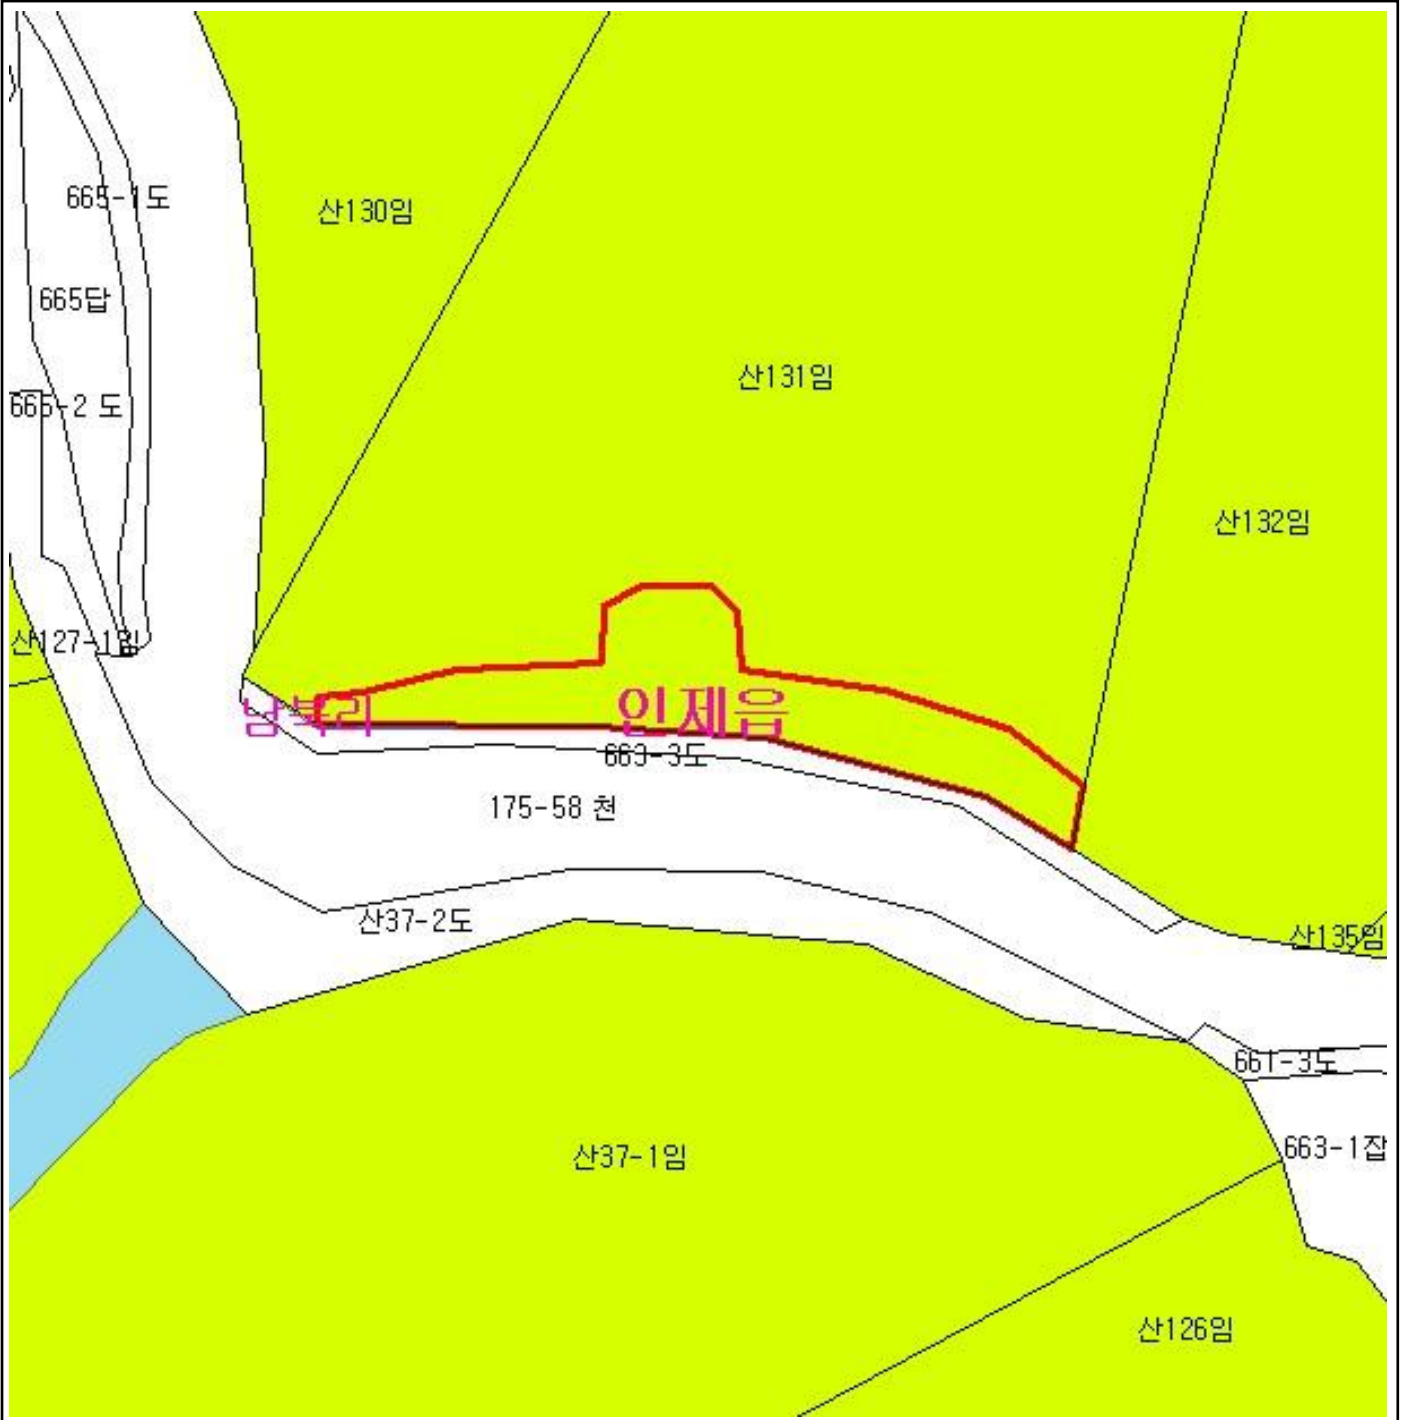 665-1도
산130임
665답
산131임
665-2 도
산132임
산127-1임
남북리
인제읍
663-3도
175-58 천
산37-2도
산135임
661-3도
663-1잡
산37-1임
산126임